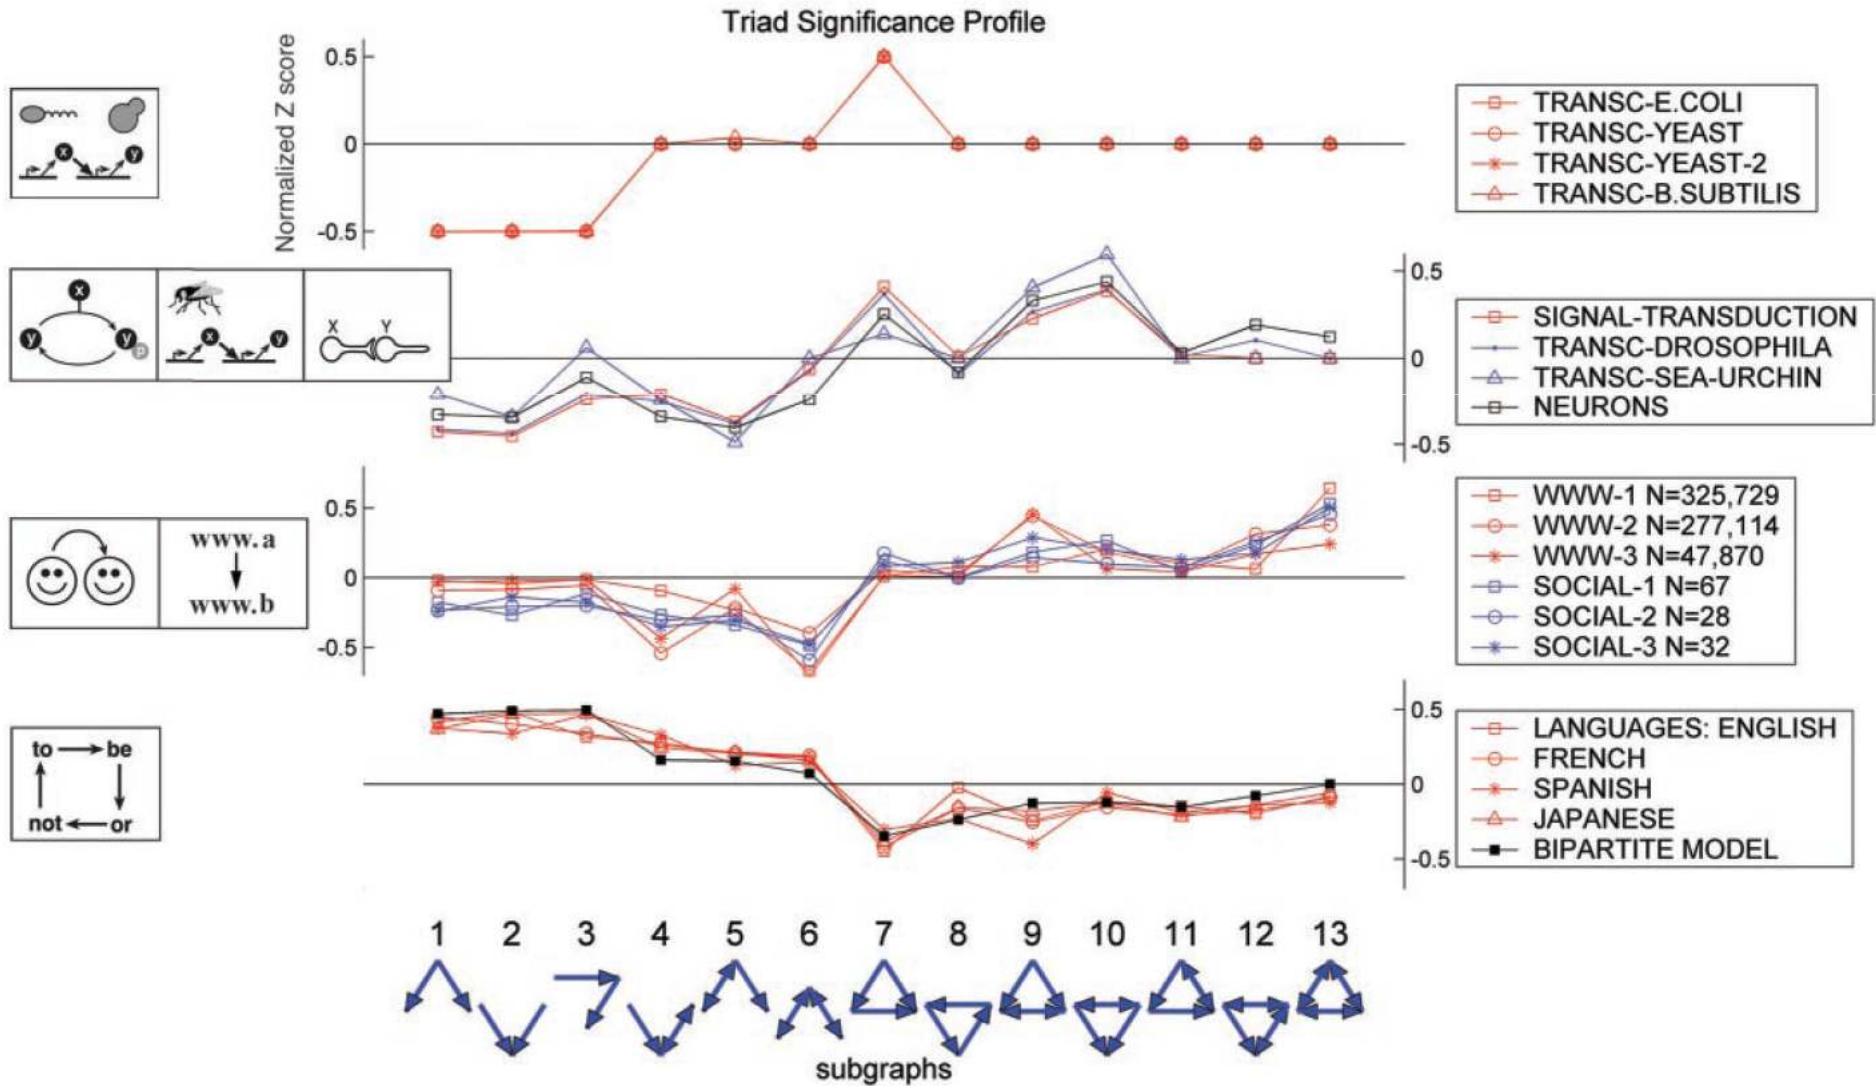 Triad Significance Profile
Normalized Z score
0.5
0
-0.5
x
y
TRANSC-E.COLI
TRANSC-YEAST
TRANSC-YEAST-2
TRANSC-B.SUBTILIS
x
y
y
p
x
y
X Y
0.5
0
-0.5
SIGNAL-TRANSDUCTION
TRANSC-DROSOPHILA
TRANSC-SEA-URCHIN
NEURONS
www.a
www.b
0.5
0
-0.5
WWW-1 N=325,729
WWW-2 N=277,114
WWW-3 N=47,870
SOCIAL-1 N=67
SOCIAL-2 N=28
SOCIAL-3 N=32
to be
not or
0.5
0
-0.5
LANGUAGES: ENGLISH
FRENCH
SPANISH
JAPANESE
BIPARTITE MODEL
1 2 3 4 5 6 7 8 9 10 11 12 13
subgraphs